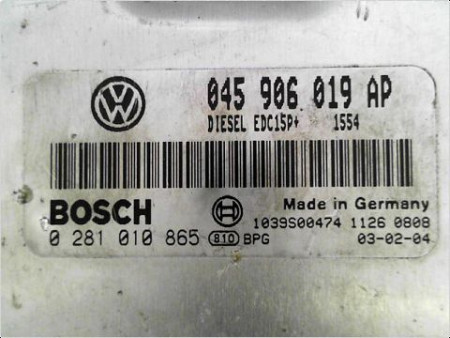 045 906 019 AP
DIESEL EDC15P+ 1554
BOSCH Made in Germany
1039S00474 1126 0808
0 281 010 865 810 BPG 03-02-04